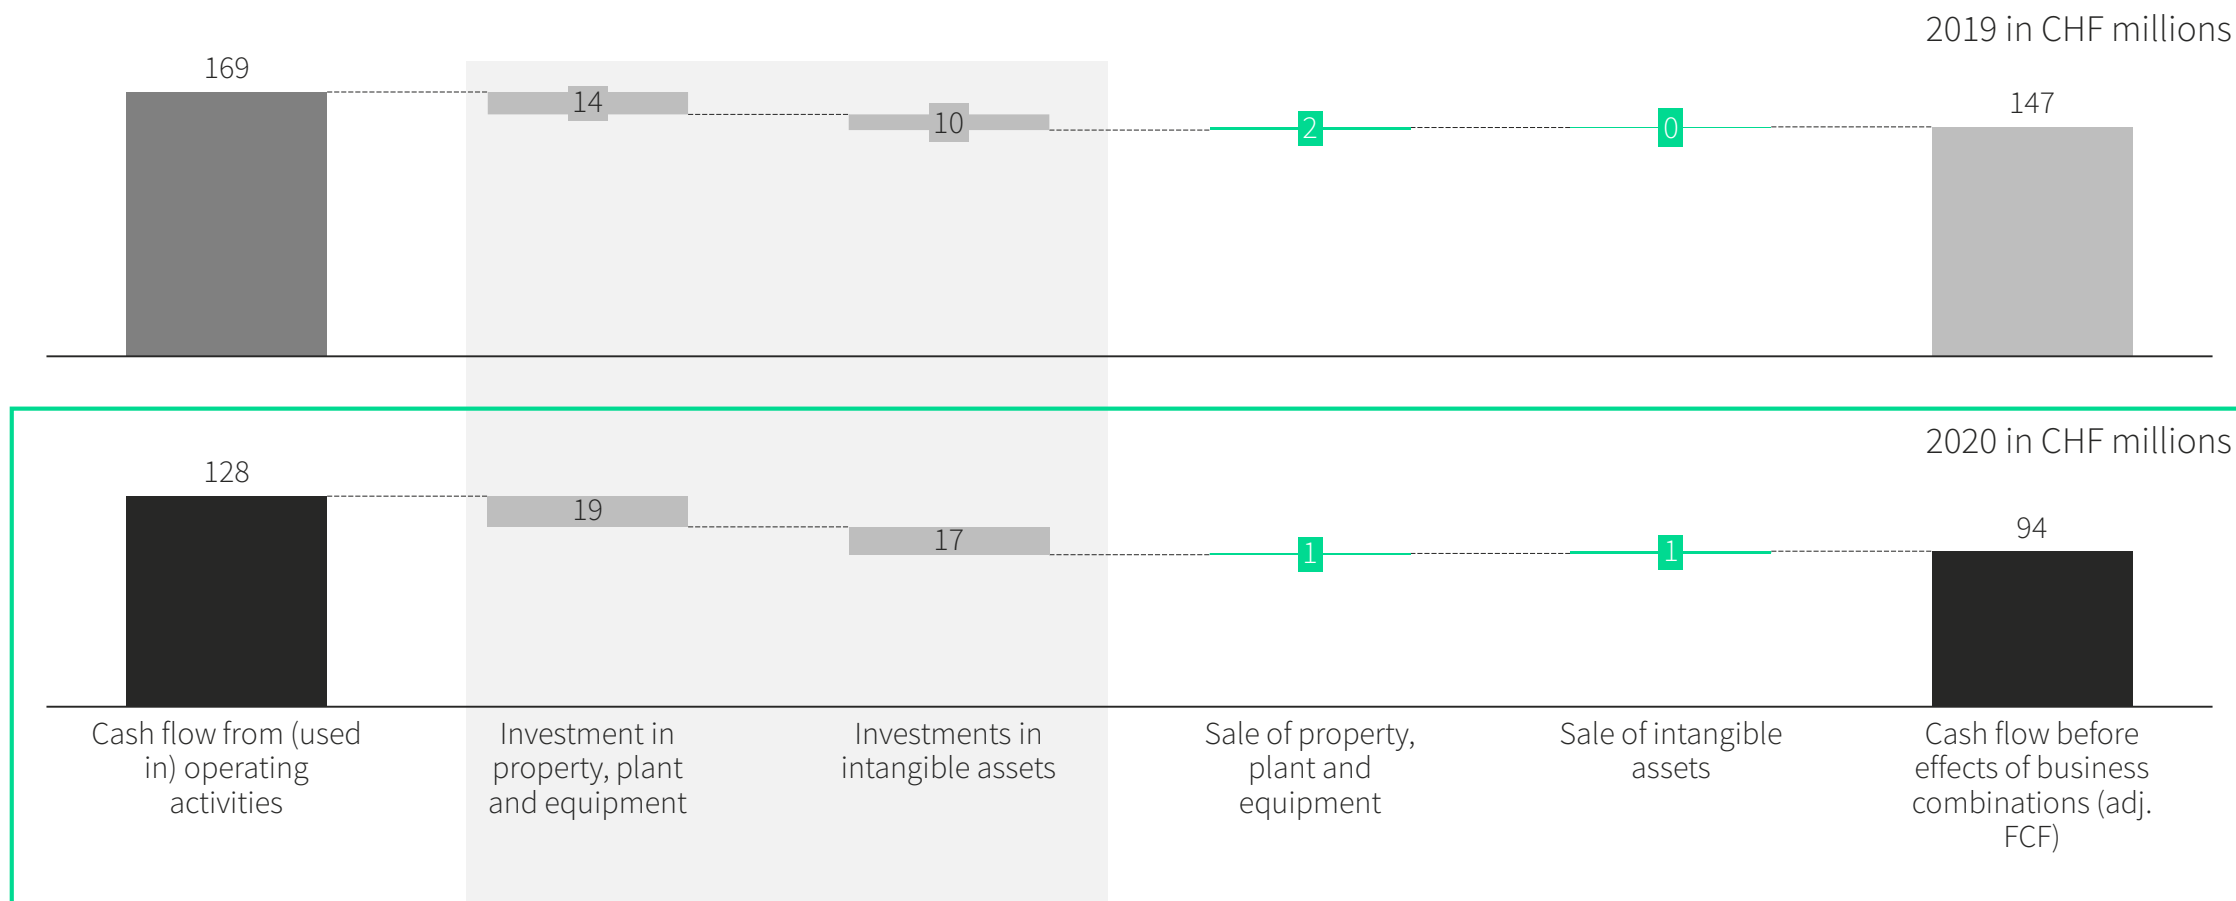 2019 in CHF millions
169
14
10
2
0
147
2020 in CHF millions
128
19
17
1
1
94
Cash flow from (used
in) operating
activities
Investment in
property, plant
and equipment
Investments in
intangible assets
Sale of property,
plant and
equipment
Sale of intangible
assets
Cash flow before
effects of business
combinations (adj.
FCF)